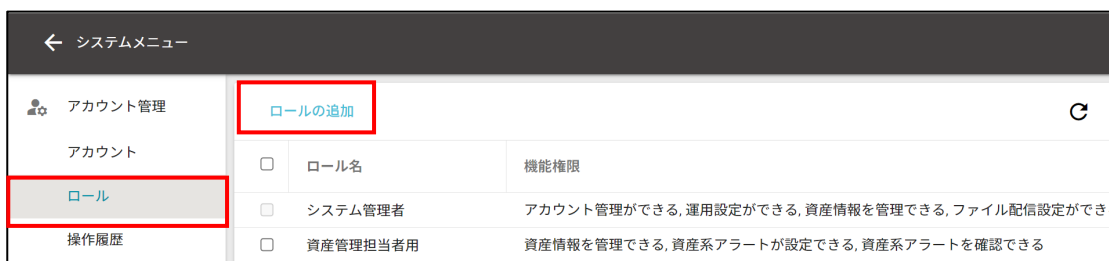 システムメニュー
アカウント管理
アカウント
ロール
操作履歴
ロールの追加
ロール名 機能権限
システム管理者 アカウント管理ができる, 運用設定ができる, 資産情報を管理できる, ファイル配信設定ができ
資産管理担当者用 資産情報を管理できる, 資産系アラートが設定できる, 資産系アラートを確認できる